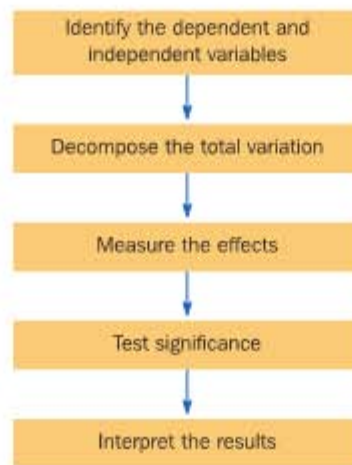 Identify the dependent and
independent variables
Decompose the total variation
Measure the effects
Test significance
Interpret the results